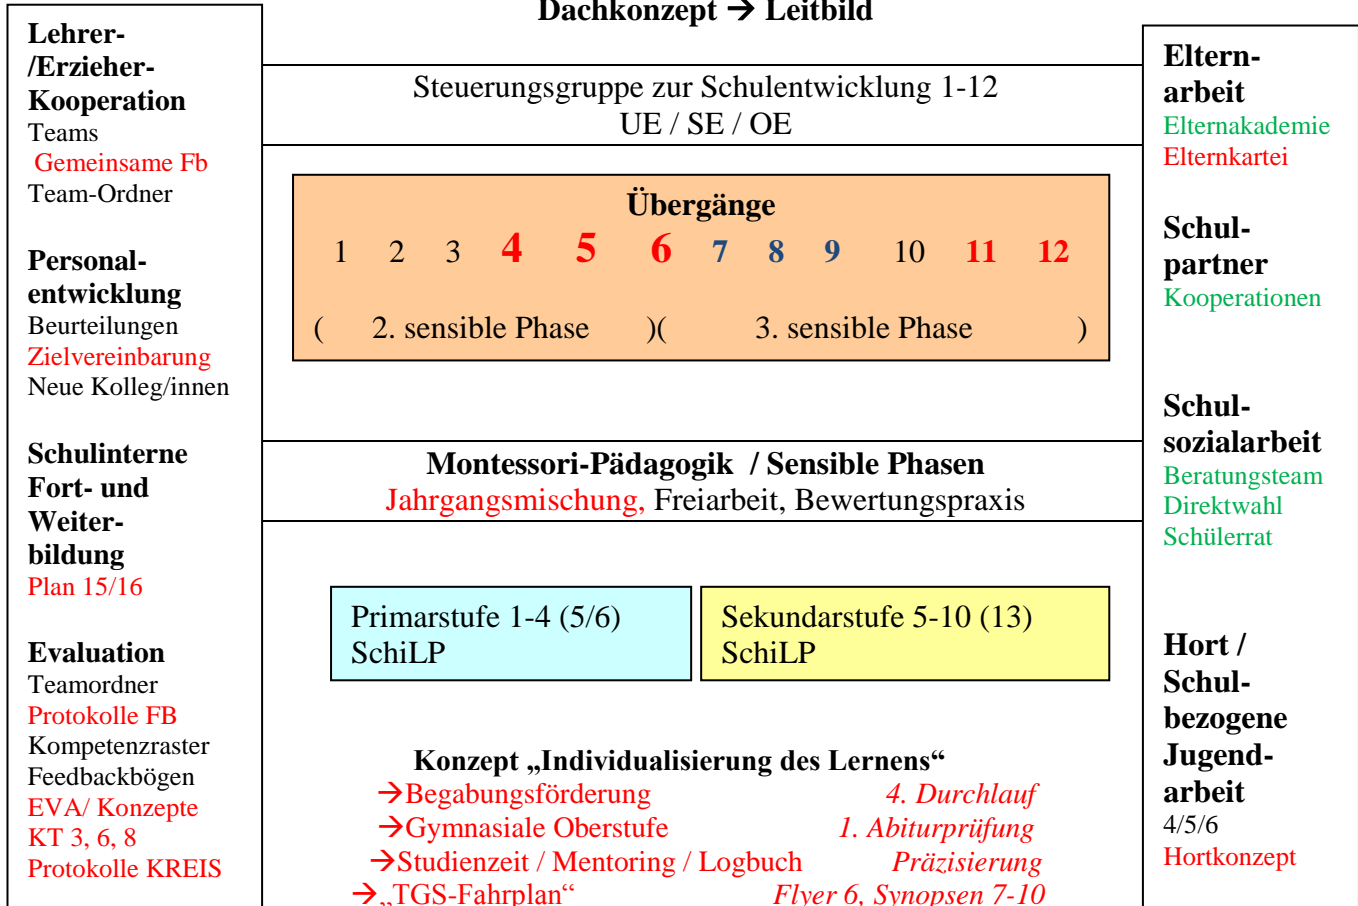 Dachkonzept → Leitbild
Lehrer-
/Erzieher-
Kooperation
Teams
Gemeinsame Fb
Team-Ordner
Personal-
entwicklung
Beurteilungen
Zielvereinbarung
Neue Kolleg/innen
Schulinterne
Fort- und
Weiter-
bildung
Plan 15/16
Evaluation
Teamordner
Protokolle FB
Kompetenzraster
Feedbackbögen
EVA/ Konzepte
KT 3, 6, 8
Protokolle KREIS
Steuerungsgruppe zur Schulentwicklung 1-12
UE / SE / OE
Übergänge
1 2 3 4 5 6 7 8 9 10 11 12
( 2. sensible Phase )( 3. sensible Phase )
Montessori-Pädagogik / Sensible Phasen
Jahrgangsmischung, Freiarbeit, Bewertungspraxis
Primarstufe 1-4 (5/6)
SchiLP
Sekundarstufe 5-10 (13)
SchiLP
Konzept „Individualisierung des Lernens“
→Begabungsförderung 4. Durchlauf
→Gymnasiale Oberstufe 1. Abiturprüfung
→Studienzeit / Mentoring / Logbuch Präzisierung
→„TGS-Fahrplan“ Flyer 6, Synopsen 7-10
Eltern-
arbeit
Elternakademie
Elternkartei
Schul-
partner
Kooperationen
Schul-
sozialarbeit
Beratungsteam
Direktwahl
Schülerrat
Hort /
Schul-
bezogene
Jugend-
arbeit
4/5/6
Hortkonzept